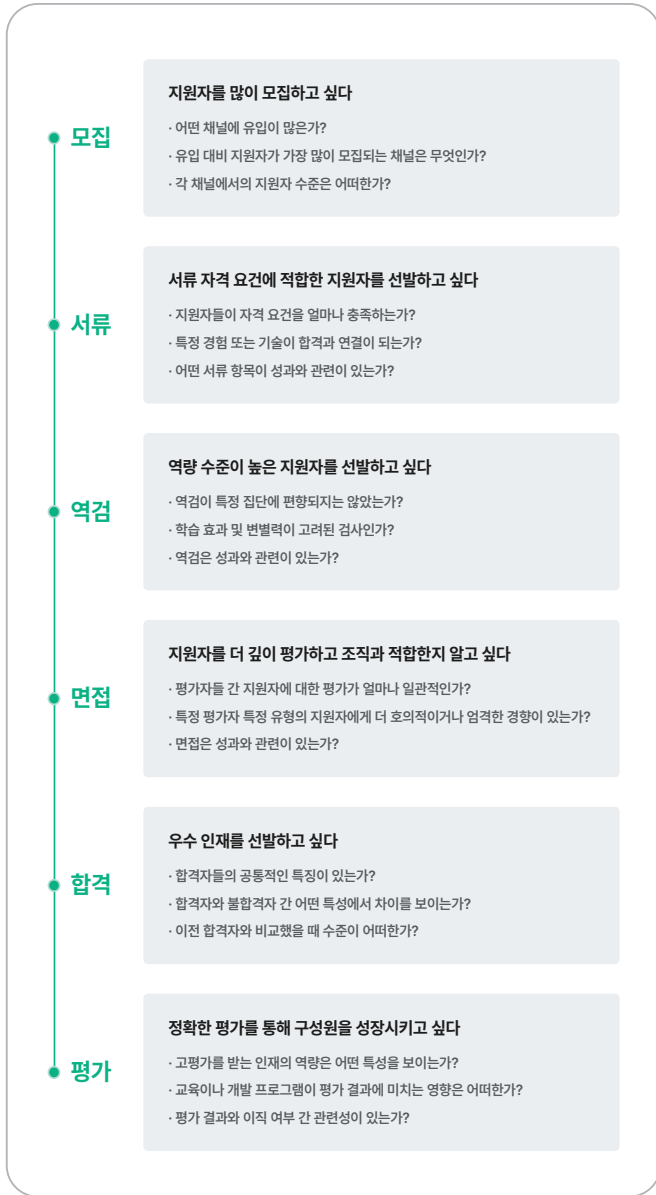 모집
지원자를 많이 모집하고 싶다
· 어떤 채널에 유입이 많은가?
· 유입 대비 지원자가 가장 많이 모집되는 채널은 무엇인가?
· 각 채널에서의 지원자 수준은 어떠한가?
서류
서류 자격 요건에 적합한 지원자를 선발하고 싶다
· 지원자들이 자격 요건을 얼마나 충족하는가?
· 특정 경험 또는 기술이 합격과 연결이 되는가?
· 어떤 서류 항목이 성과와 관련이 있는가?
역검
역량 수준이 높은 지원자를 선발하고 싶다
· 역검이 특정 집단에 편향되지는 않았는가?
· 학습 효과 및 변별력이 고려된 검사인가?
· 역검은 성과와 관련이 있는가?
면접
지원자를 더 깊이 평가하고 조직과 적합한지 알고 싶다
· 평가자들 간 지원자에 대한 평가가 얼마나 일관적인가?
· 특정 평가자 특정 유형의 지원자에게 더 호의적이거나 엄격한 경향이 있는가?
· 면접은 성과와 관련이 있는가?
합격
우수 인재를 선발하고 싶다
· 합격자들의 공통적인 특징이 있는가?
· 합격자와 불합격자 간 어떤 특성에서 차이를 보이는가?
· 이전 합격자와 비교했을 때 수준이 어떠한가?
평가
정확한 평가를 통해 구성원을 성장시키고 싶다
· 고평가를 받는 인재의 역량은 어떤 특성을 보이는가?
· 교육이나 개발 프로그램이 평가 결과에 미치는 영향은 어떠한가?
· 평가 결과와 이직 여부 간 관련성이 있는가?